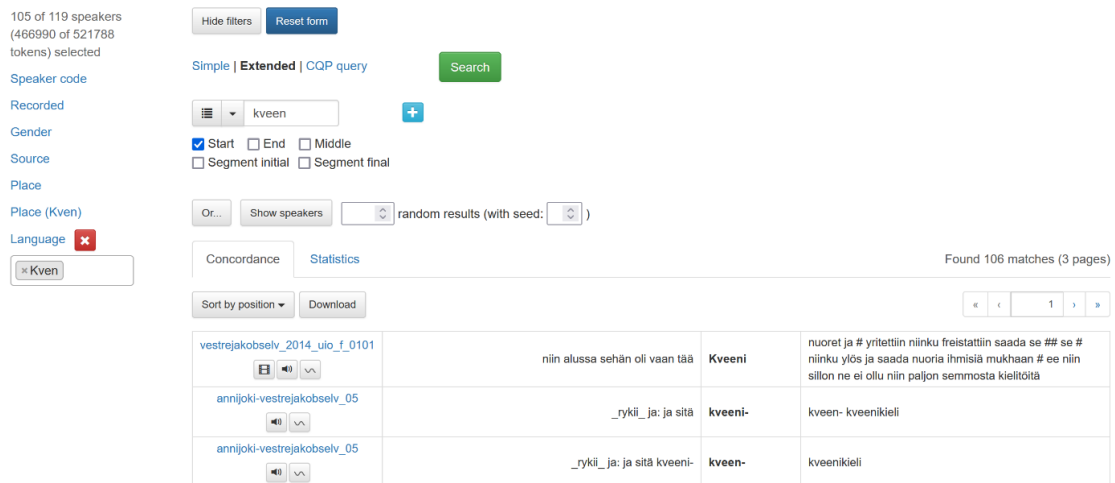 105 of 119 speakers
(466990 of 521788
tokens) selected
Speaker code
Recorded
Gender
Source
Place
Place (Kven)
Language
×Kven
Hide filters Reset form
Simple | Extended | CQP query Search
kveen
Start End Middle
Segment initial Segment final
Or... Show speakers random results (with seed: )
Concordance Statistics Found 106 matches (3 pages)
Sort by position Download « ‹ 1 › »
vestrejakobselv_2014_uio_f_0101
niin alussa sehän oli vaan tää Kveeni
nuoret ja # yritettiin niinku freistattiin saada se ## se #
niinku ylös ja saada nuoria ihmisiä mukhaan # ee niin
sillon ne ei ollu niin paljon semmosta kielitöitä
annijoki-vestrejakobselv_05
_rykii_ ja: ja sitä kveeni- kveen- kveenikieli
annijoki-vestrejakobselv_05
_rykii_ ja: ja sitä kveeni- kveen- kveenikieli